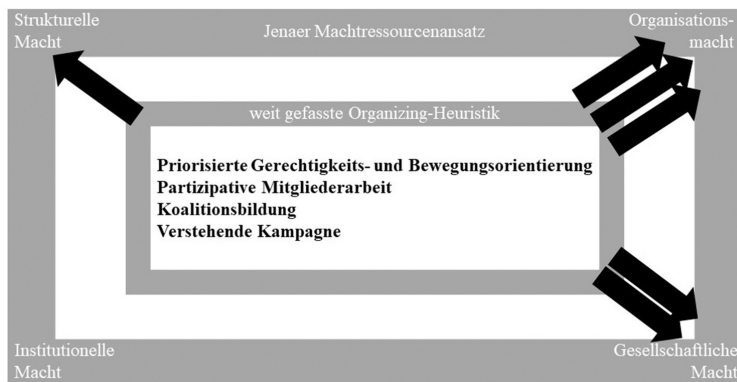 Strukturelle
Macht
Jenaer Machtressourcenansatz
Organisations-
macht
weit gefasste Organizing-Heuristik
Priorisierte Gerechtigkeits- und Bewegungsorientierung
Partizipative Mitgliederarbeit
Koalitionsbildung
Verstehende Kampagne
Institutionelle
Macht
Gesellschaftliche
Macht